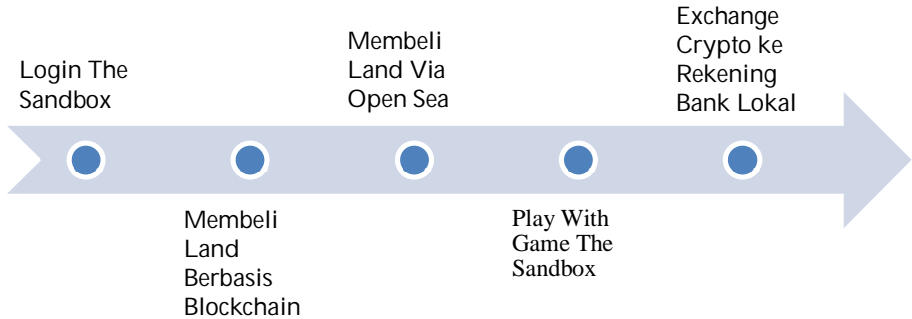 Login The
Sandbox
Membeli
Land
Berbasis
Blockchain
Membeli
Land Via
Open Sea
Play With
Game The
Sandbox
Exchange
Crypto ke
Rekening
Bank Lokal